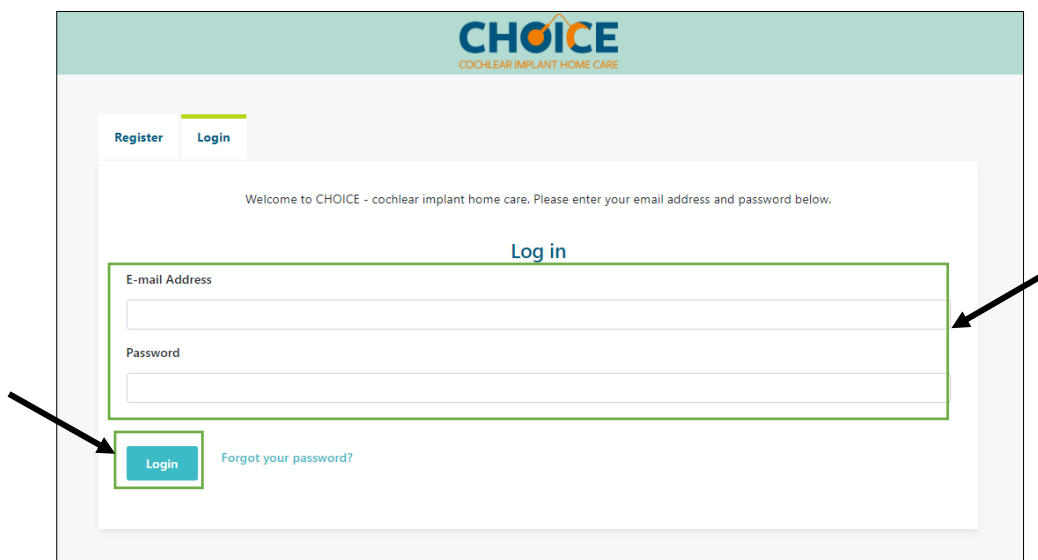 CHOICE
COCHLEAR IMPLANT HOME CARE
Register Login
Welcome to CHOICE - cochlear implant home care. Please enter your email address and password below.
Log in
E-mail Address
Password
Login Forgot your password?